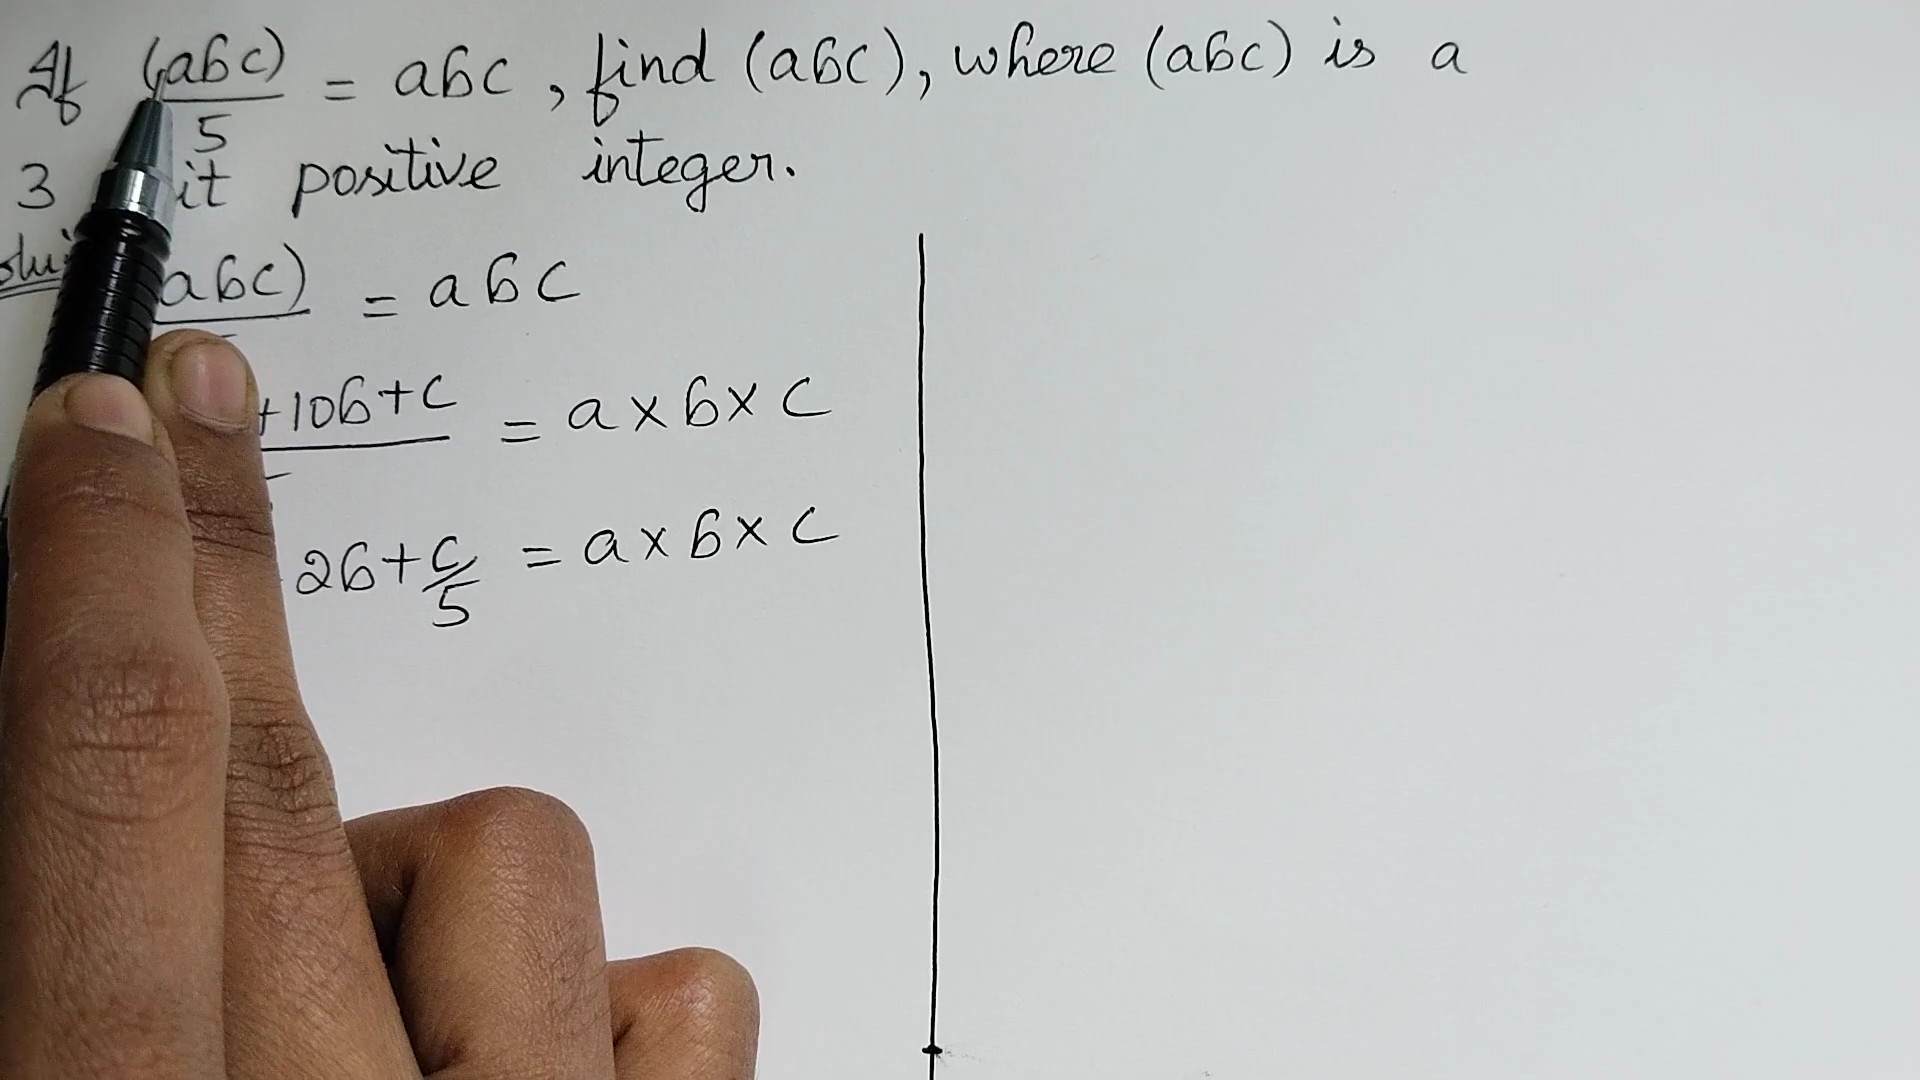 If (abc)/5 = abc, find (abc), where (abc) is a
3 it positive integer.
abc) = abc
+10b+c = a×b×c
2b+c/5 = a×b×c